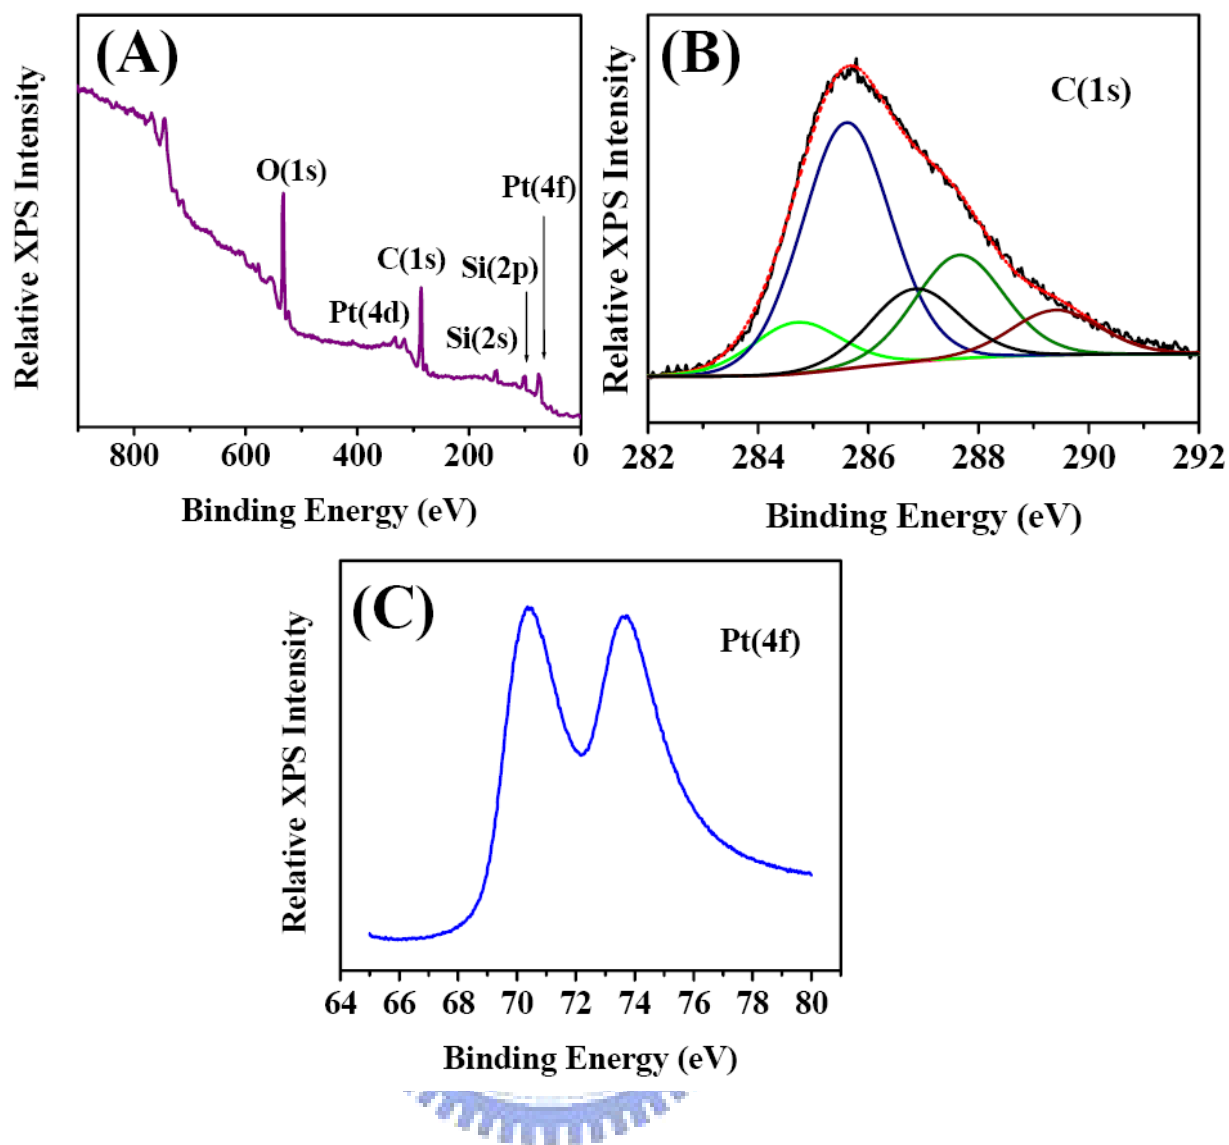 (A)
O(1s)
Pt(4f)
C(1s)
Si(2p)
Pt(4d)
Si(2s)
Relative XPS Intensity
800 600 400 200 0
Binding Energy (eV)
(B)
C(1s)
Relative XPS Intensity
282 284 286 288 290 292
Binding Energy (eV)
(C)
Pt(4f)
Relative XPS Intensity
64 66 68 70 72 74 76 78 80
Binding Energy (eV)